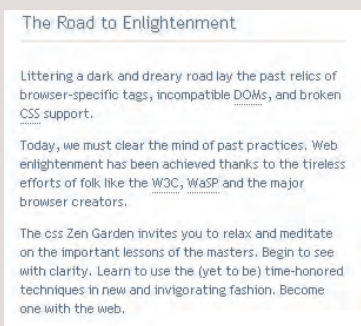 The Road to Enlightenment
Littering a dark and dreary road lay the past relics of
browser-specific tags, incompatible DOMs, and broken
CSS support.
Today, we must clear the mind of past practices. Web
enlightenment has been achieved thanks to the tireless
efforts of folk like the W3C, WaSP and the major
browser creators.
The css Zen Garden invites you to relax and meditate
on the important lessons of the masters. Begin to see
with clarity. Learn to use the (yet to be) time-honored
techniques in new and invigorating fashion. Become
one with the web.